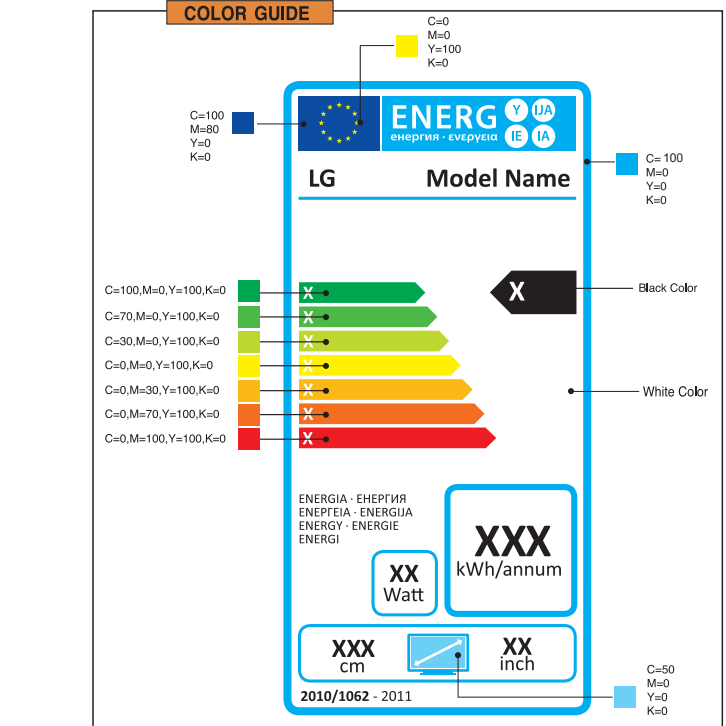 COLOR GUIDE
C=0
M=0
Y=100
K=0
C=100
M=80
Y=0
K=0
ENERG
енергия · ενεργεια
Y IJA
IE IA
C= 100
M=0
Y=0
K=0
LG Model Name
C=100,M=0,Y=100,K=0
X
X
Black Color
C=70,M=0,Y=100,K=0
X
C=30,M=0,Y=100,K=0
X
C=0,M=0,Y=100,K=0
X
C=0,M=30,Y=100,K=0
X
White Color
C=0,M=70,Y=100,K=0
X
C=0,M=100,Y=100,K=0
X
ENERGIA · ЕНЕРГИЯ
ΕΝΕΡΓΕΙΑ · ENERGIJA
ENERGY · ENERGIE
ENERGI
XXX
kWh/annum
XX
Watt
XXX
cm
XX
inch
2010/1062 - 2011
C=50
M=0
Y=0
K=0